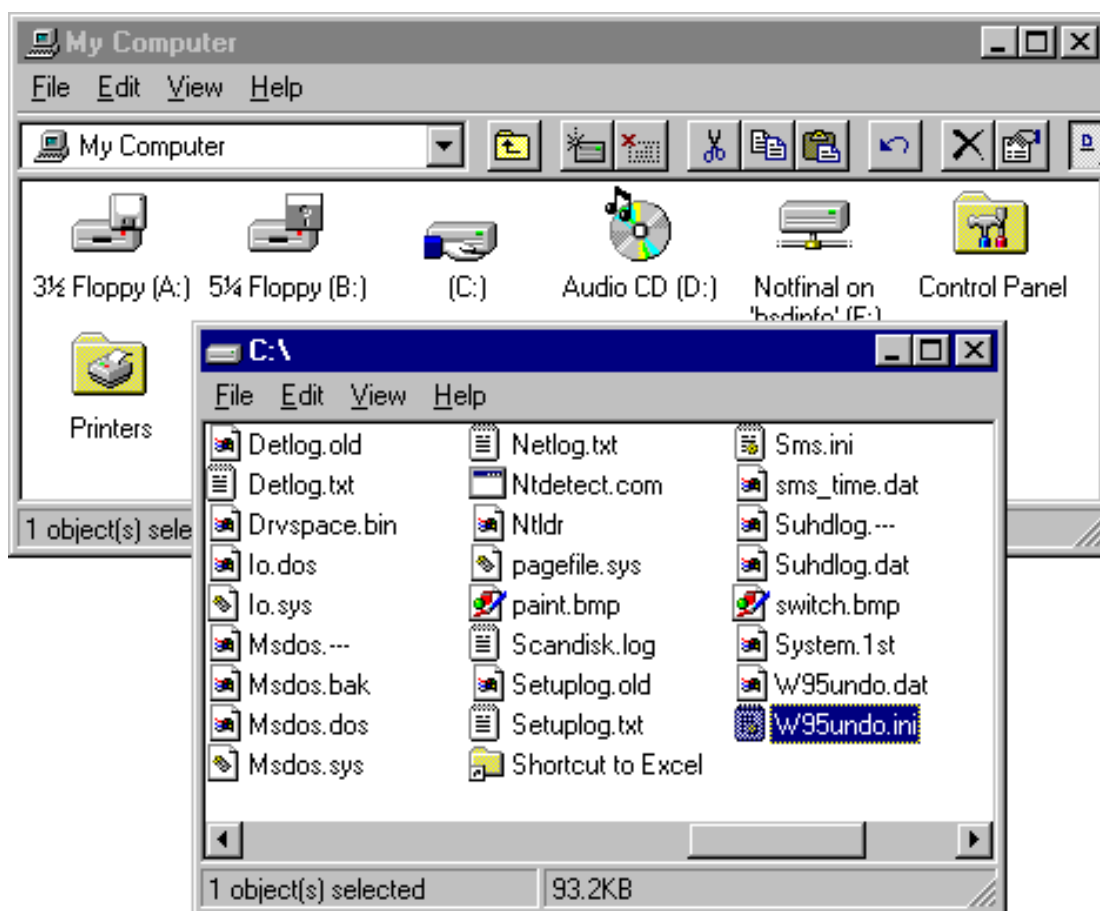 My Computer
File Edit View Help
My Computer
3½ Floppy (A:) 5¼ Floppy (B:) (C:) Audio CD (D:) Notfinal on Control Panel
'bsdinfo' (F:)
Printers
1 object(s) sele
C:\
File Edit View Help
Detlog.old Netlog.txt Sms.ini
Detlog.txt Ntdetect.com sms_time.dat
Drvspace.bin Ntldr Suhdlog.---
Io.dos pagefile.sys Suhdlog.dat
Io.sys paint.bmp switch.bmp
Msdos.--- Scandisk.log System.1st
Msdos.bak Setuplog.old W95undo.dat
Msdos.dos Setuplog.txt W95undo.ini
Msdos.sys Shortcut to Excel
1 object(s) selected 93.2KB